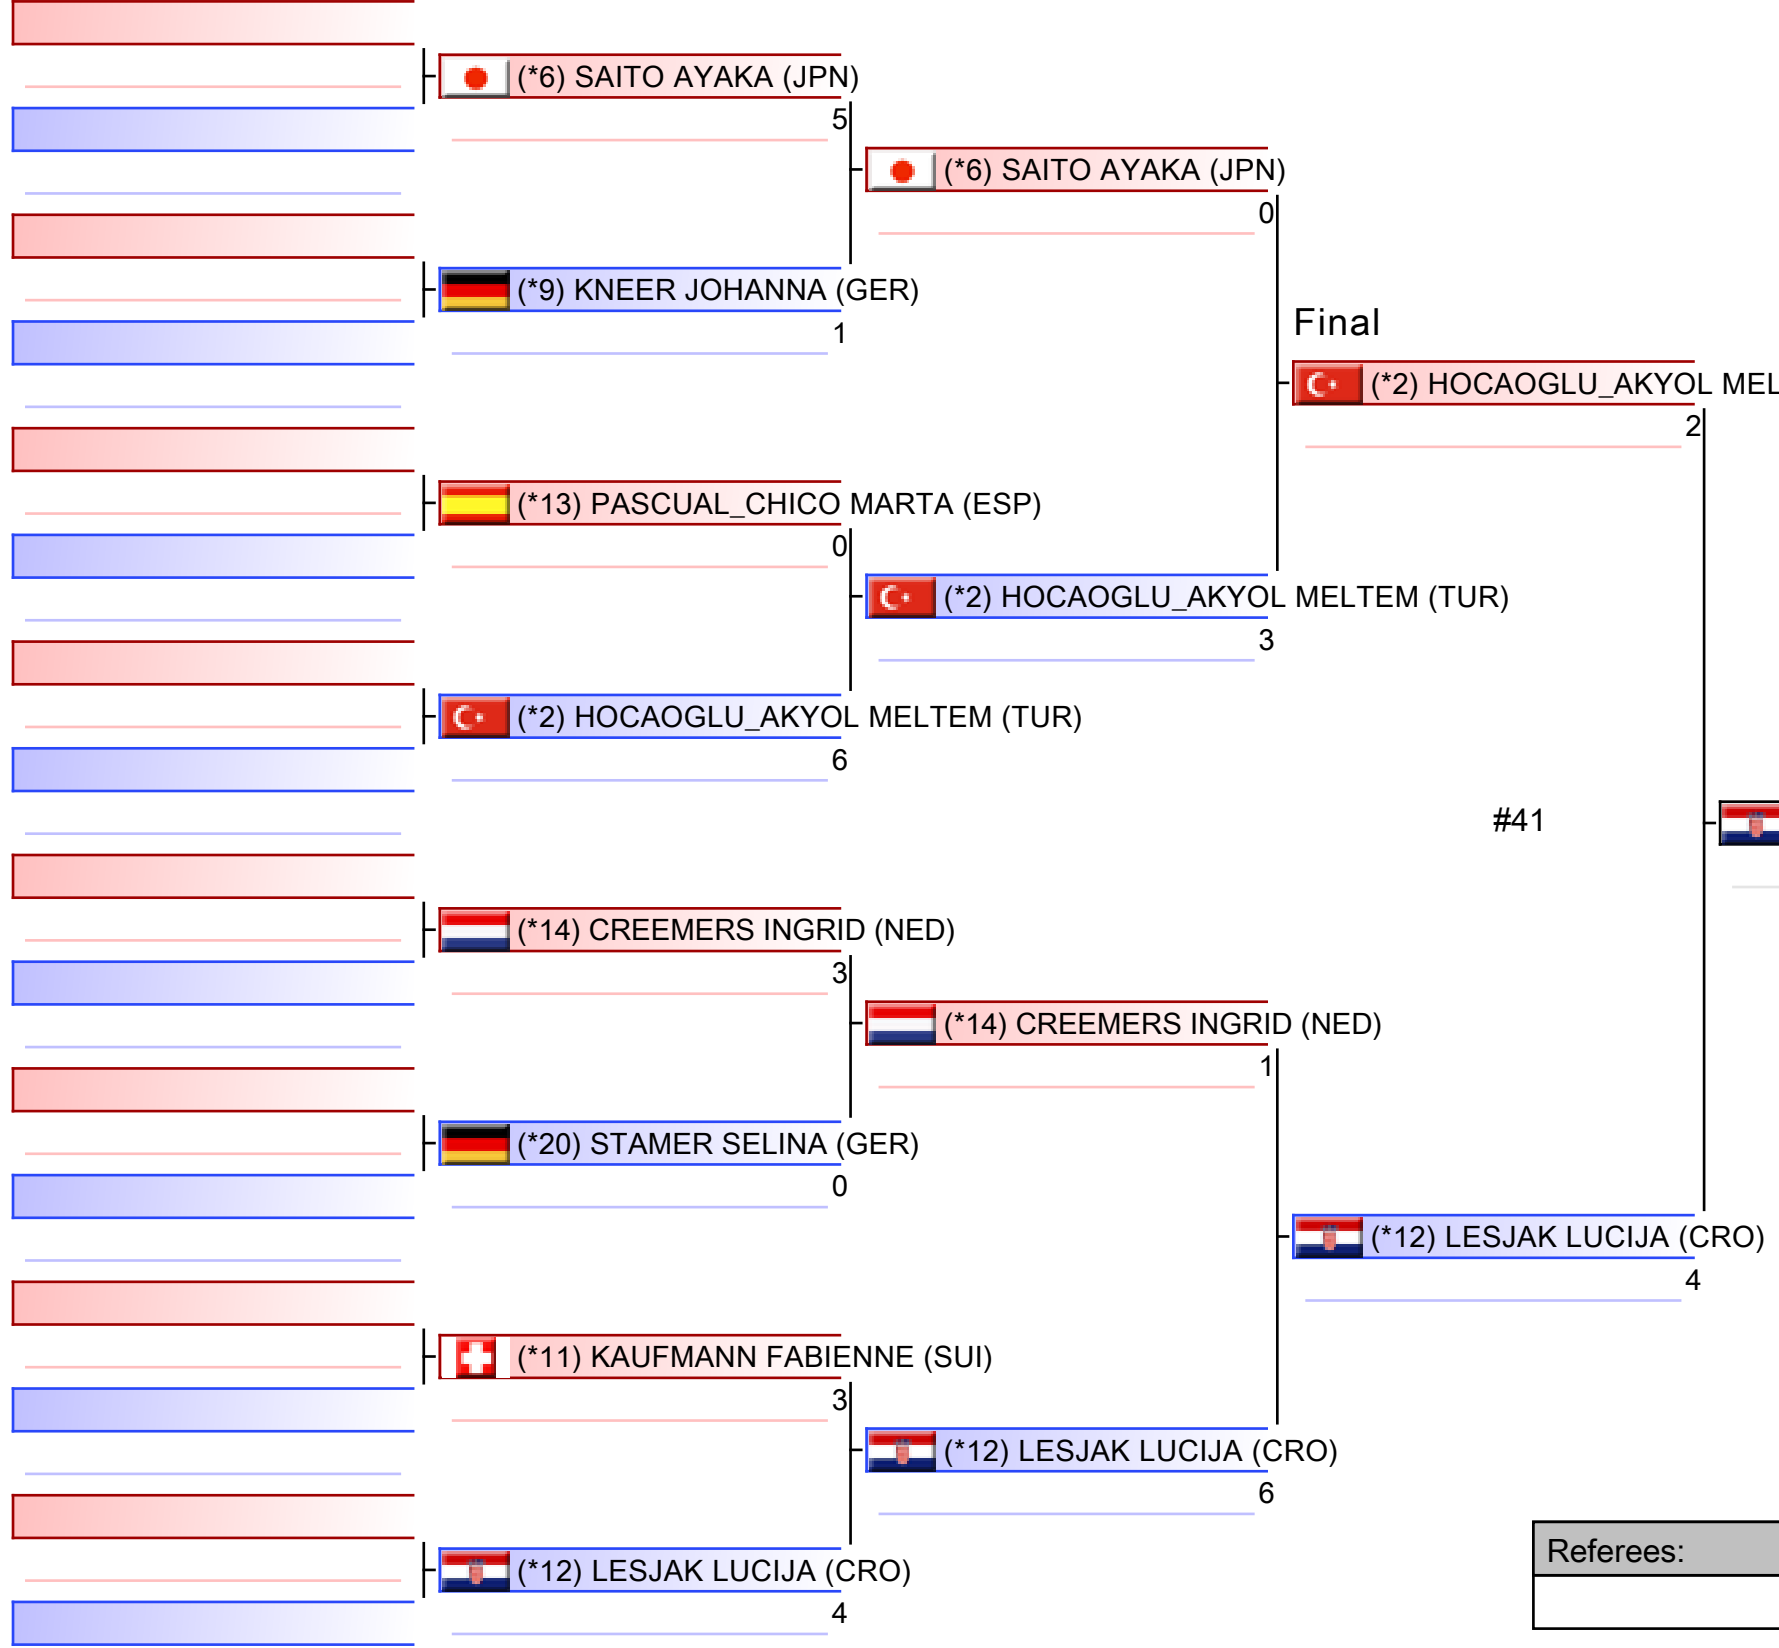 (*6) SAITO AYAKA (JPN)
5
(*6) SAITO AYAKA (JPN)
0
(*9) KNEER JOHANNA (GER)
1
Final
(*2) HOCAOGLU_AKYOL MEL
2
(*13) PASCUAL_CHICO MARTA (ESP)
0
(*2) HOCAOGLU_AKYOL MELTEM (TUR)
3
(*2) HOCAOGLU_AKYOL MELTEM (TUR)
6
#41
(*14) CREEMERS INGRID (NED)
3
(*14) CREEMERS INGRID (NED)
1
(*20) STAMER SELINA (GER)
0
(*12) LESJAK LUCIJA (CRO)
4
(*11) KAUFMANN FABIENNE (SUI)
3
(*12) LESJAK LUCIJA (CRO)
6
(*12) LESJAK LUCIJA (CRO)
4
Referees: